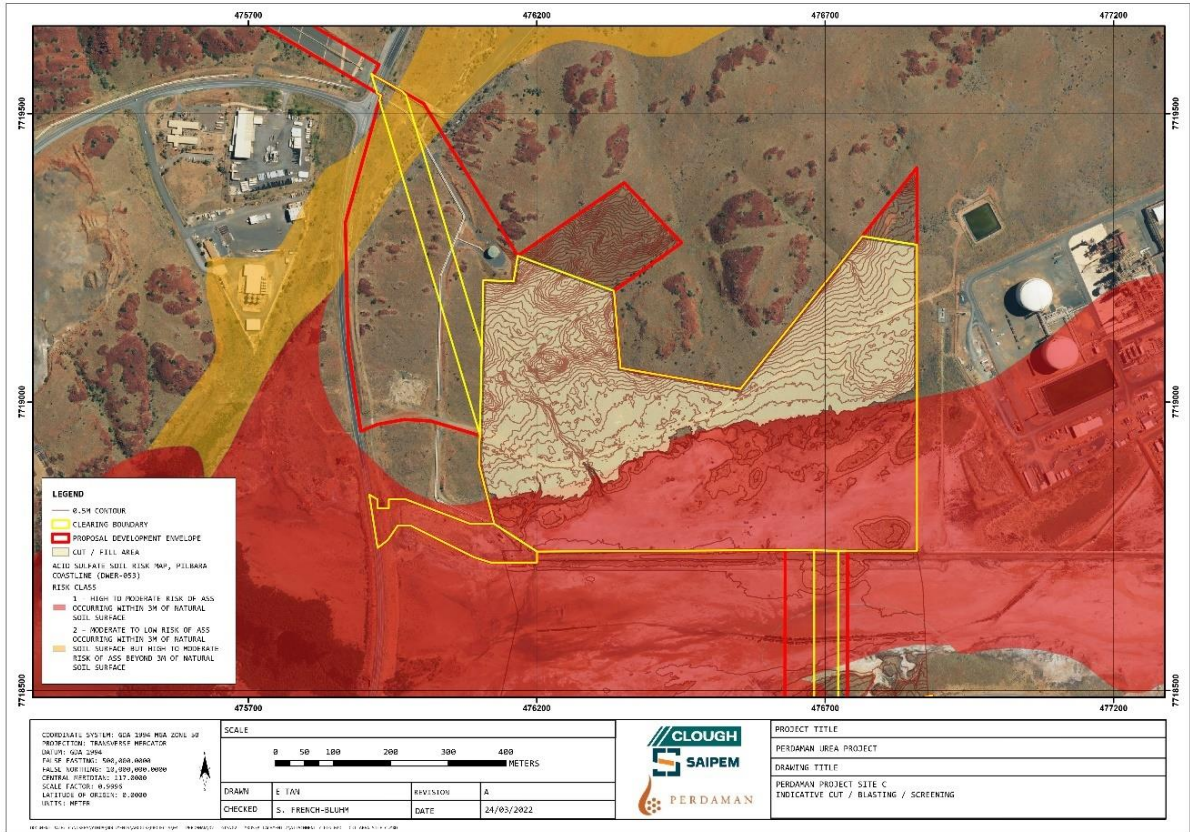 475700
476200
476700
477200
7719500
7719500
7719000
7719000
7718500
7718500
LEGEND
0.5M CONTOUR
CLEARING BOUNDARY
PROPOSAL DEVELOPMENT ENVELOPE
CUT / FILL AREA
ACID SULFATE SOIL RISK MAP, PILBARA
COASTLINE (DWER-053)
RISK CLASS
1 - HIGH TO MODERATE RISK OF ASS
OCCURRING WITHIN 3M OF NATURAL
SOIL SURFACE
2 - MODERATE TO LOW RISK OF ASS
OCCURRING WITHIN 3M OF NATURAL
SOIL SURFACE BUT HIGH TO MODERATE
RISK OF ASS BEYOND 3M OF NATURAL
SOIL SURFACE
475700
476200
476700
477200
COORDINATE SYSTEM: GDA 1994 MGA ZONE 50
PROJECTION: TRANSVERSE MERCATOR
DATUM: GDA 1994
FALSE EASTING: 500,000.0000
FALSE NORTHING: 10,000,000.0000
CENTRAL MERIDIAN: 117.0000
SCALE FACTOR: 0.9996
LATITUDE OF ORIGIN: 0.0000
UNITS: METER
SCALE
0 50 100 200 300 400
METERS
DRAWN E TAN REVISION A
CHECKED S. FRENCH-BLUHM DATE 24/03/2022
CLOUGH
SAIPEM
PERDAMAN
PROJECT TITLE
PERDAMAN UREA PROJECT
DRAWING TITLE
PERDAMAN PROJECT SITE C
INDICATIVE CUT / BLASTING / SCREENING